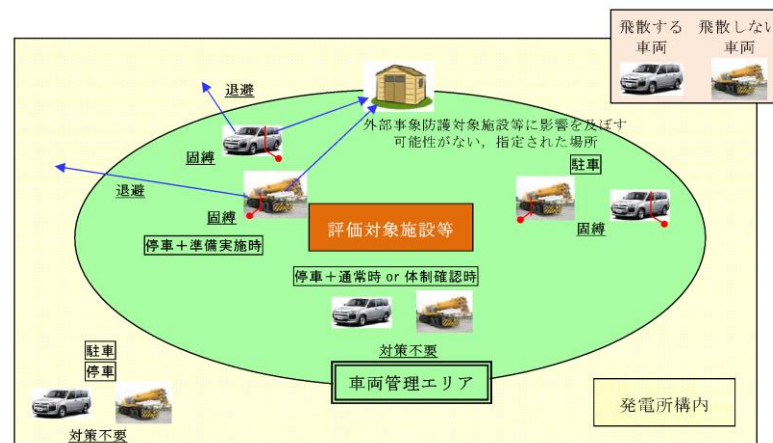 飛散する 飛散しない
車両 車両
退避
外部事象防護対象施設等に影響を及ぼす
可能性がない，指定された場所
固縛
駐車
退避
固縛
固縛
評価対象施設等
停車＋準備実施時
停車＋通常時 or 体制確認時
対策不要
駐車
停車
車両管理エリア
発電所構内
対策不要